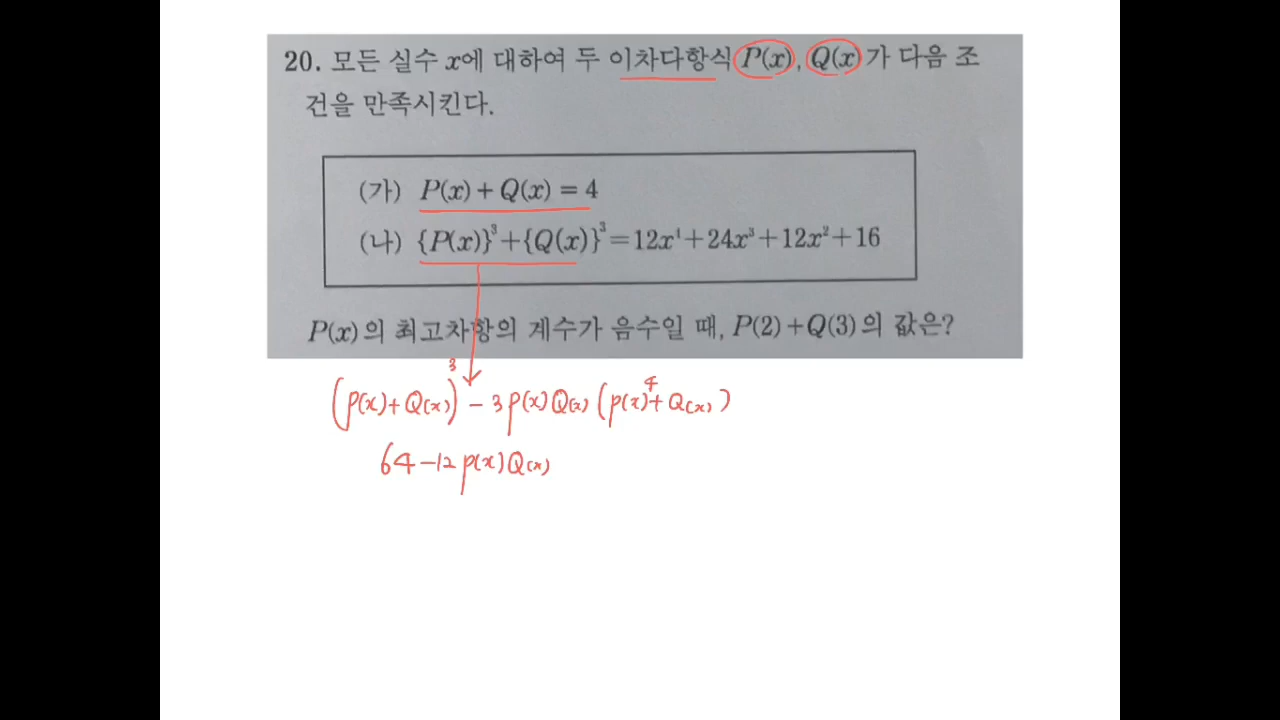 20. 모든 실수 x에 대하여 두 이차다항식 P(x), Q(x)가 다음 조
건을 만족시킨다.
(가) P(x)+Q(x)=4
(나) {P(x)}³+{Q(x)}³=12x⁴+24x³+12x²+16
P(x)의 최고차항의 계수가 음수일 때, P(2)+Q(3)의 값은?
(P(x)+Q(x))³-3P(x)Q(x)(P(x)+Q(x))
4
64-12P(x)Q(x)